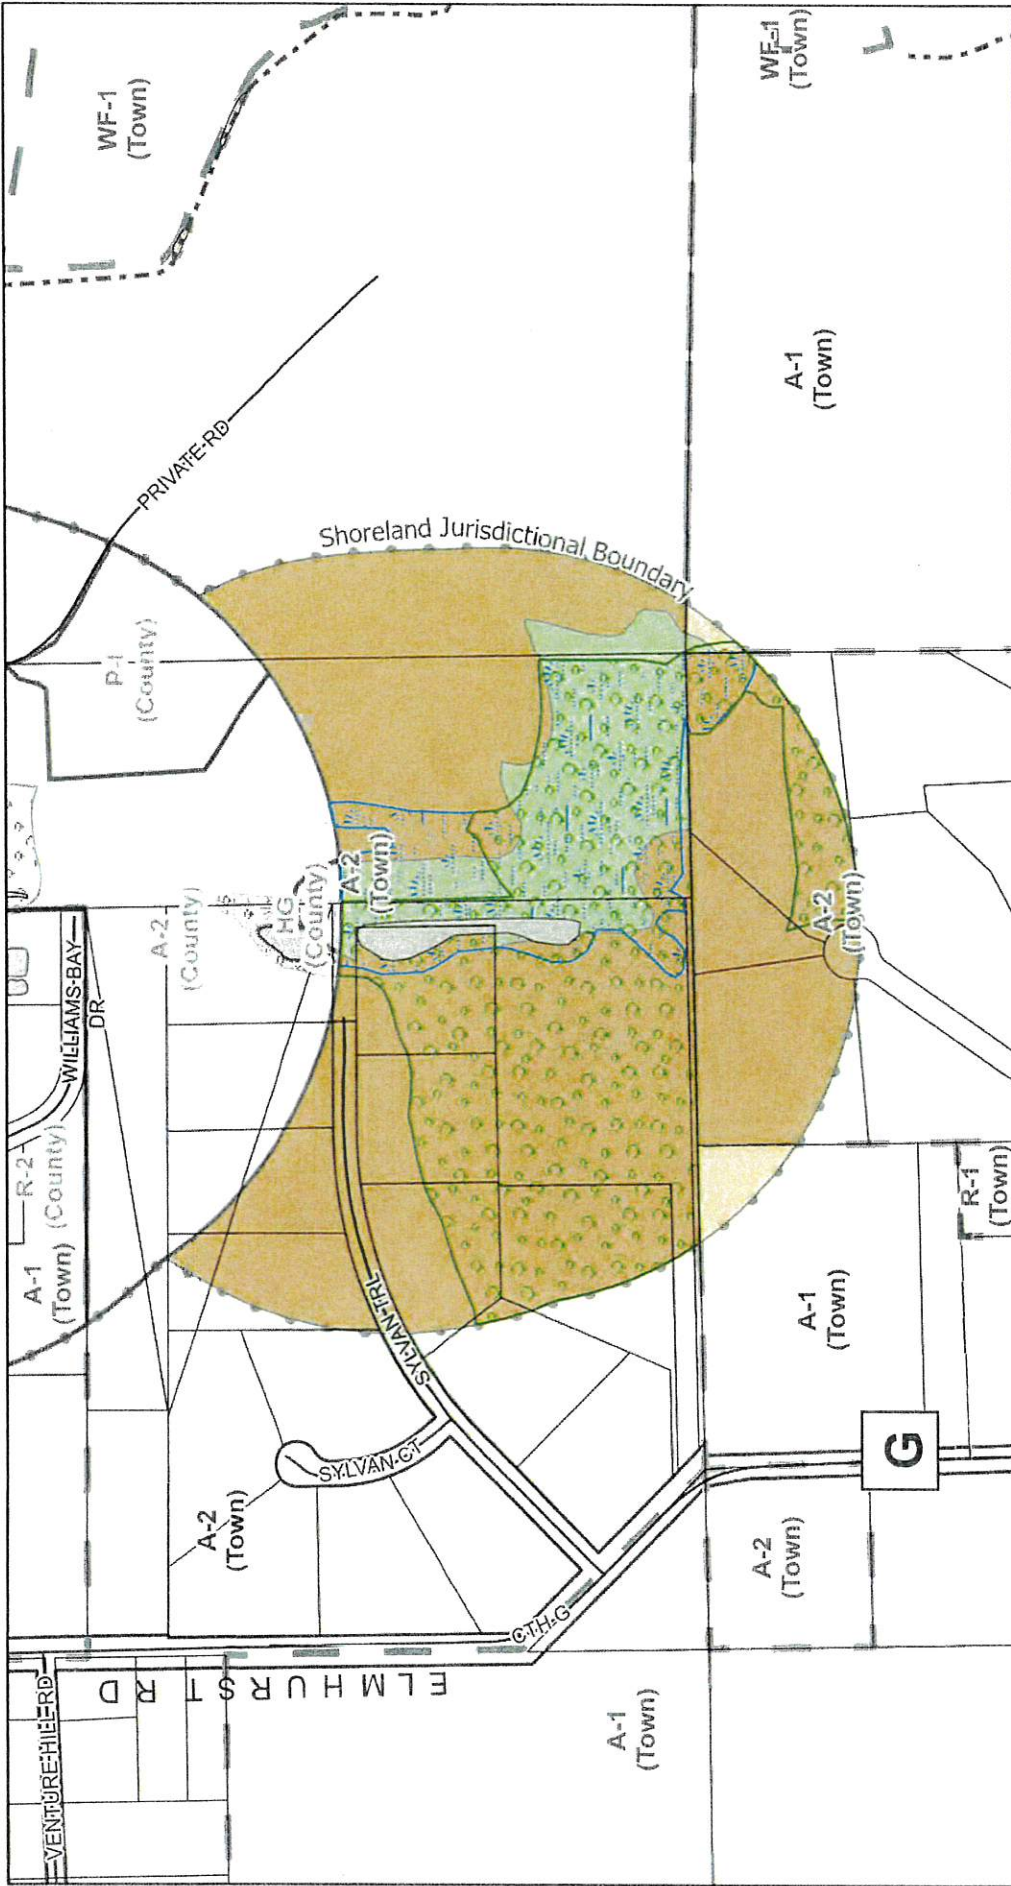 WF-1
(Town)
WF-1
(Town)
PRIVATE-RD
A-1
(Town)
Shoreland Jurisdictional Boundary
P-1
(County)
A-2
(Town)
HG
(County)
A-2
(County)
A-2
(Town)
WILLIAMS-BAY
DR
R-2
(County)
A-1
(Town)
R-1
(Town)
A-1
(Town)
SYLVAN-TRL
SYLVAN-CT
G
A-2
(Town)
A-2
(Town)
CTH-G
ELMHURST RD
VENTURE-HILL-RD
A-1
(Town)